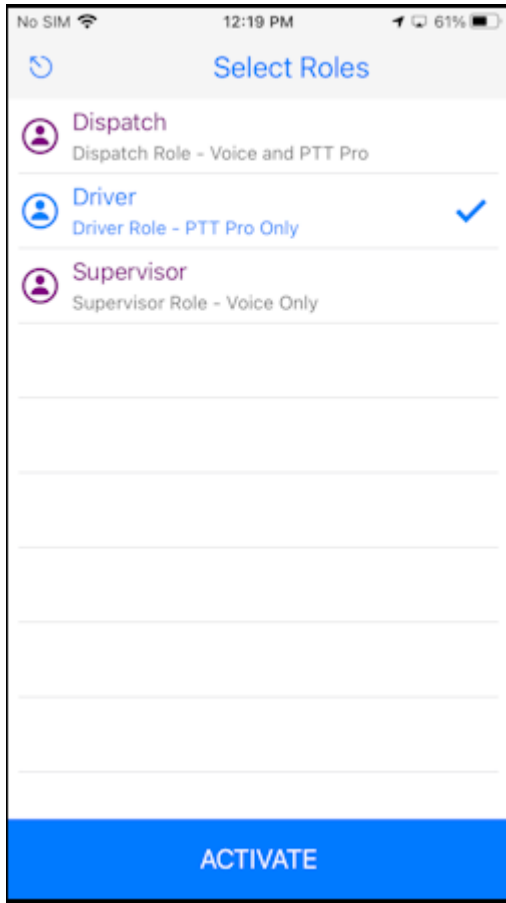 No SIM 12:19 PM 61%
Select Roles
Dispatch
Dispatch Role - Voice and PTT Pro
Driver
Driver Role - PTT Pro Only
Supervisor
Supervisor Role - Voice Only
ACTIVATE